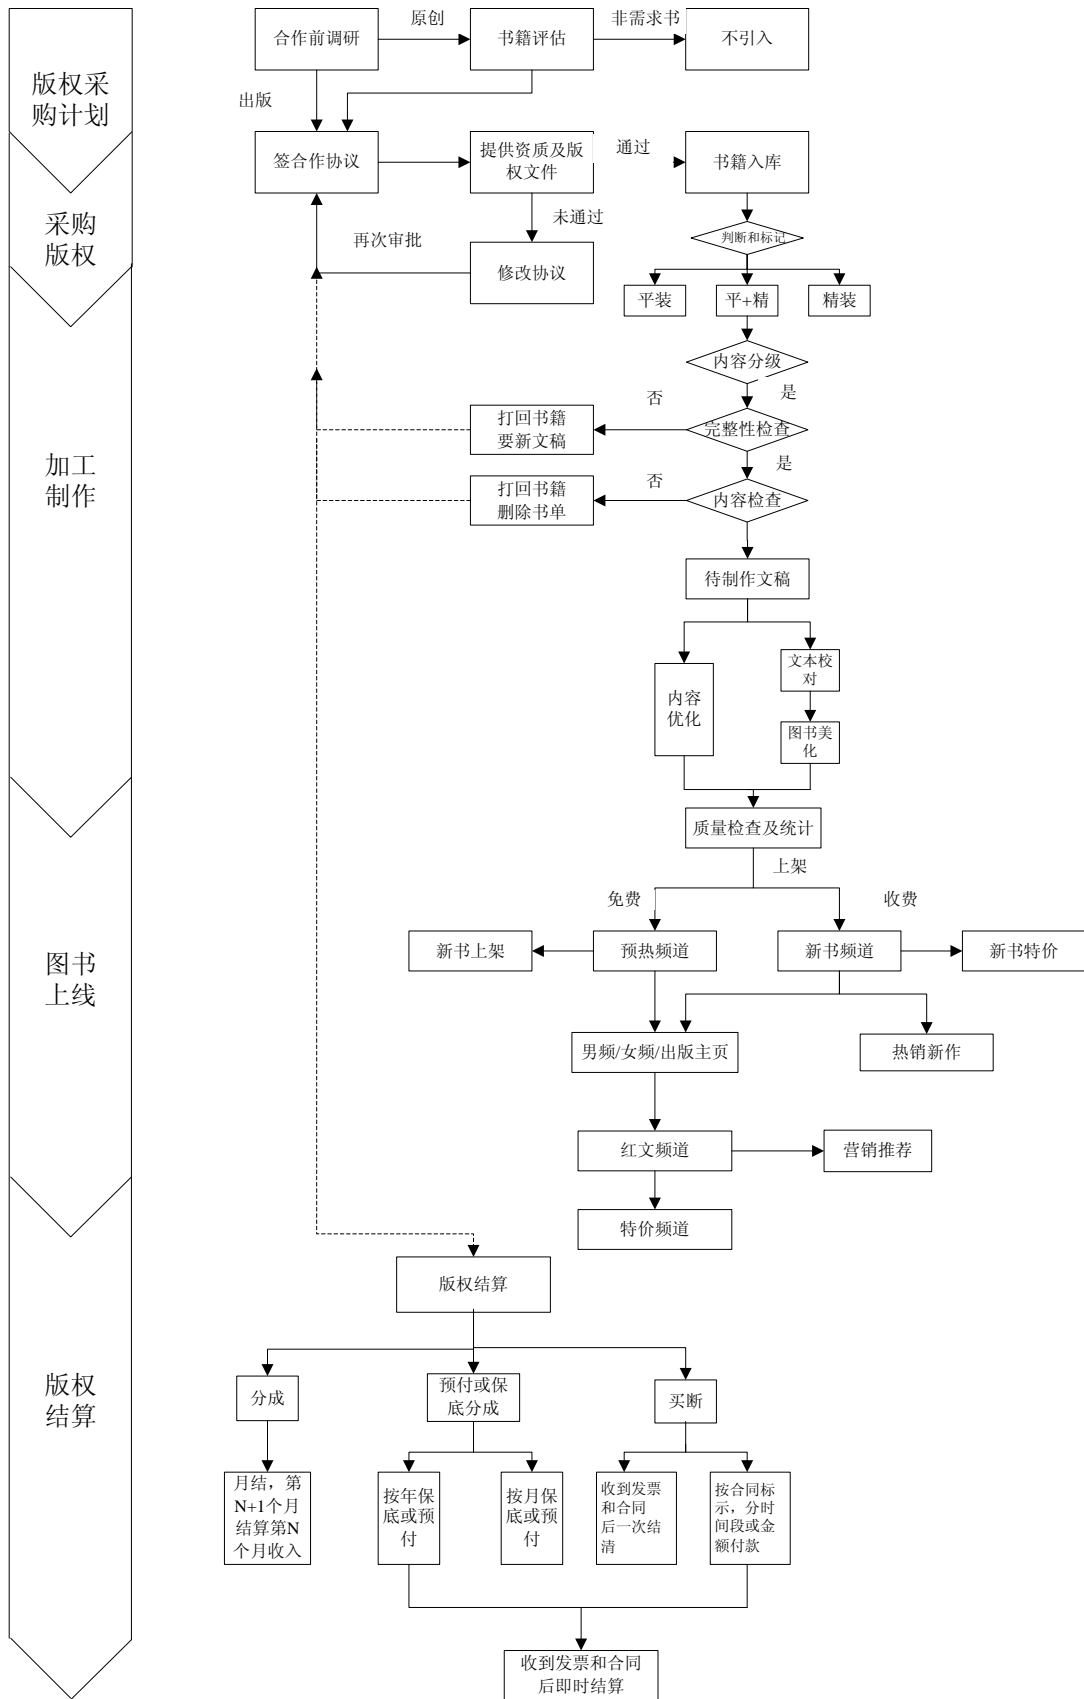 原创
非需求书
合作前调研
书籍评估
不引入
版权采
购计划
出版
签合作协议
提供资质及版
权文件
通过
书籍入库
采购
版权
再次审批
未通过
判断和标记
修改协议
平装
平+精
精装
内容分级
是
否
打回书籍
要新文稿
完整性检查
加工
制作
是
否
打回书籍
删除书单
内容检查
待制作文稿
内容
优化
文本校
对
图书美
化
质量检查及统计
上架
免费
收费
图书
上线
新书上架
预热频道
新书频道
新书特价
男频/女频/出版主页
热销新作
红文频道
营销推荐
特价频道
版权结算
版权
结算
分成
预付或保
底分成
买断
月结，第
N+1个月
结算第N
个月收入
按年保
底或预
付
按月保
底或预
付
收到发票
和合同
后一次结
清
按合同标
示，分时
间段或金
额付款
收到发票和合同
后即时结算